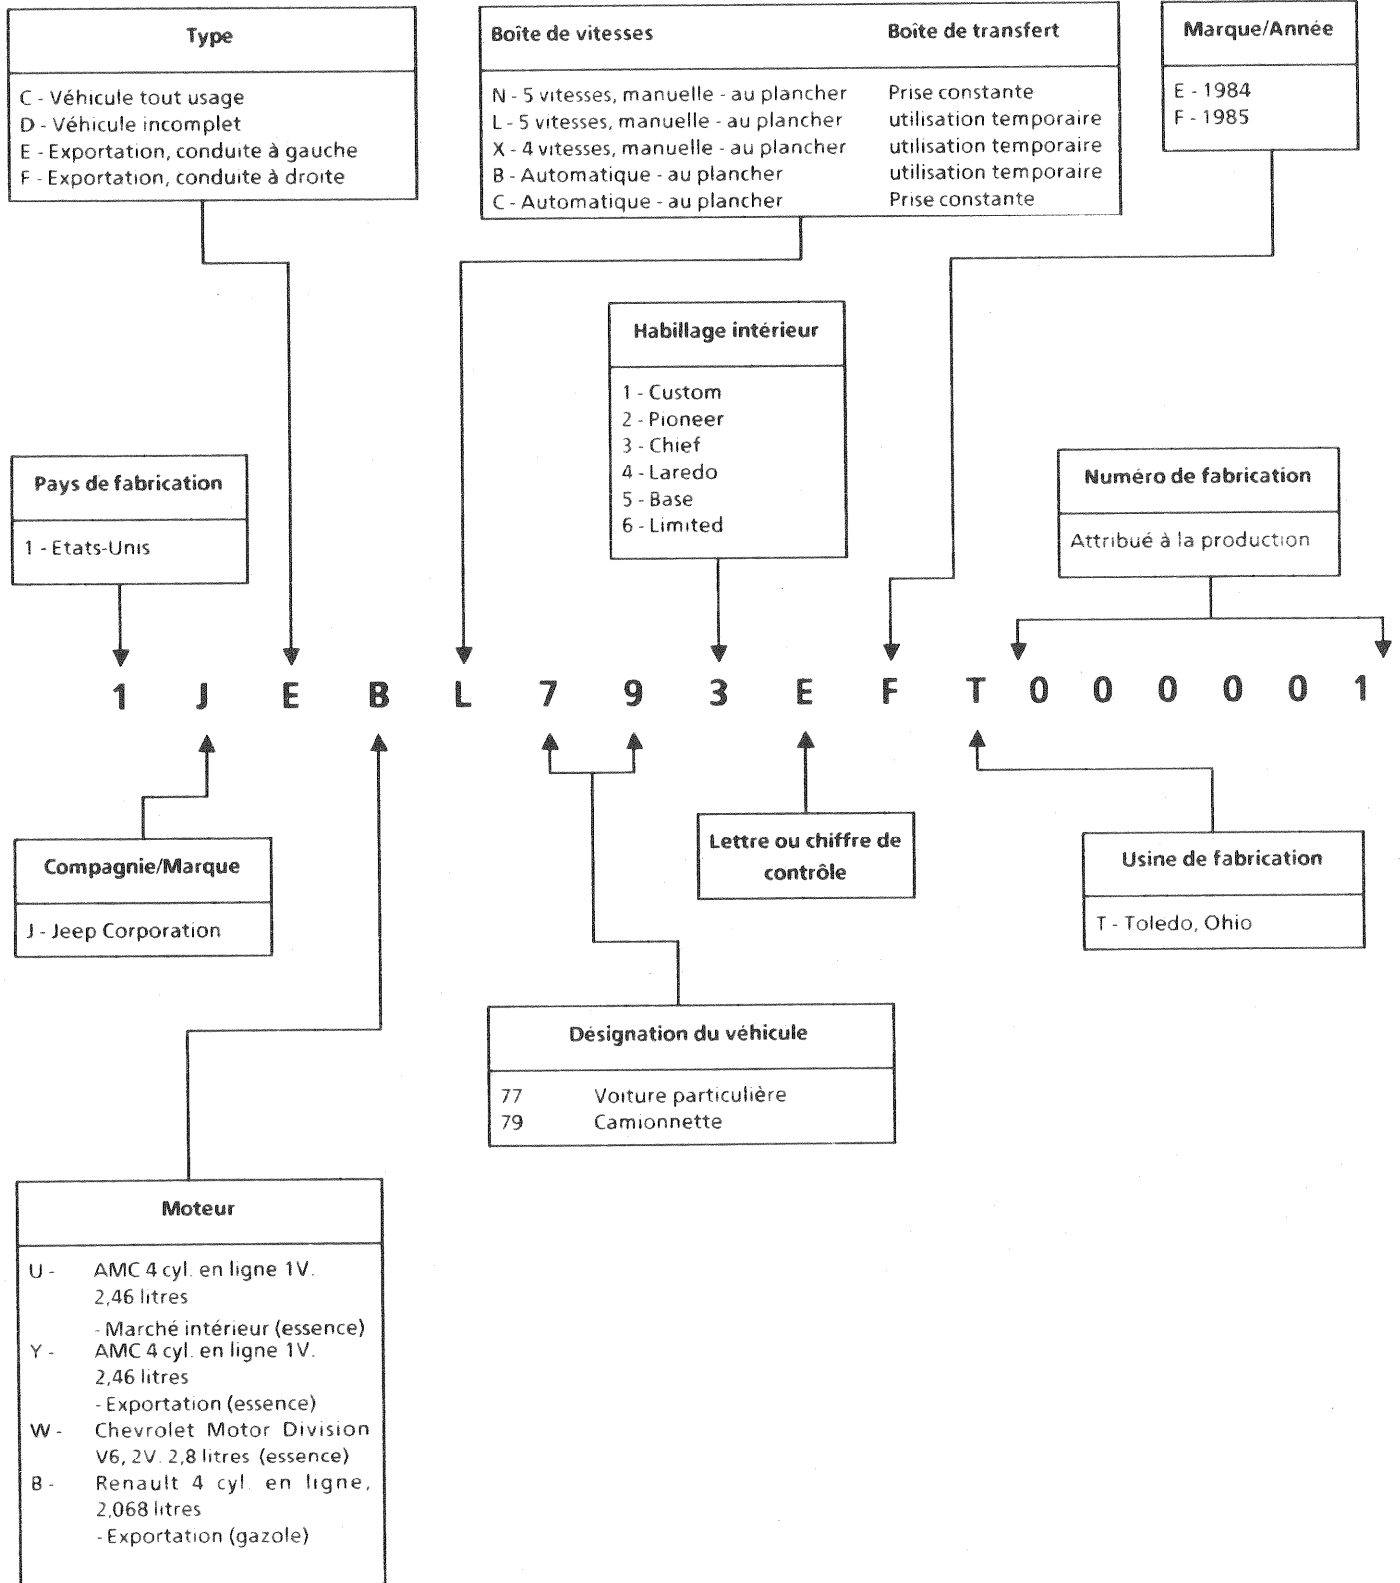 Type
C - Véhicule tout usage
D - Véhicule incomplet
E - Exportation, conduite à gauche
F - Exportation, conduite à droite
Boîte de vitesses Boîte de transfert
N - 5 vitesses, manuelle - au plancher Prise constante
L - 5 vitesses, manuelle - au plancher utilisation temporaire
X - 4 vitesses, manuelle - au plancher utilisation temporaire
B - Automatique - au plancher utilisation temporaire
C - Automatique - au plancher Prise constante
Marque/Année
E - 1984
F - 1985
Habillage intérieur
1 - Custom
2 - Pioneer
3 - Chief
4 - Laredo
5 - Base
6 - Limited
Pays de fabrication
1 - Etats-Unis
Numéro de fabrication
Attribué à la production
1 J E B L 7 9 3 E F T 0 0 0 0 0 1
Compagnie/Marque
J - Jeep Corporation
Lettre ou chiffre de
contrôle
Usine de fabrication
T - Toledo, Ohio
Désignation du véhicule
77 Voiture particulière
79 Camionnette
Moteur
U - AMC 4 cyl. en ligne 1V.
2,46 litres
- Marché intérieur (essence)
Y - AMC 4 cyl. en ligne 1V.
2,46 litres
- Exportation (essence)
W - Chevrolet Motor Division
V6, 2V. 2,8 litres (essence)
B - Renault 4 cyl. en ligne,
2,068 litres
- Exportation (gazole)